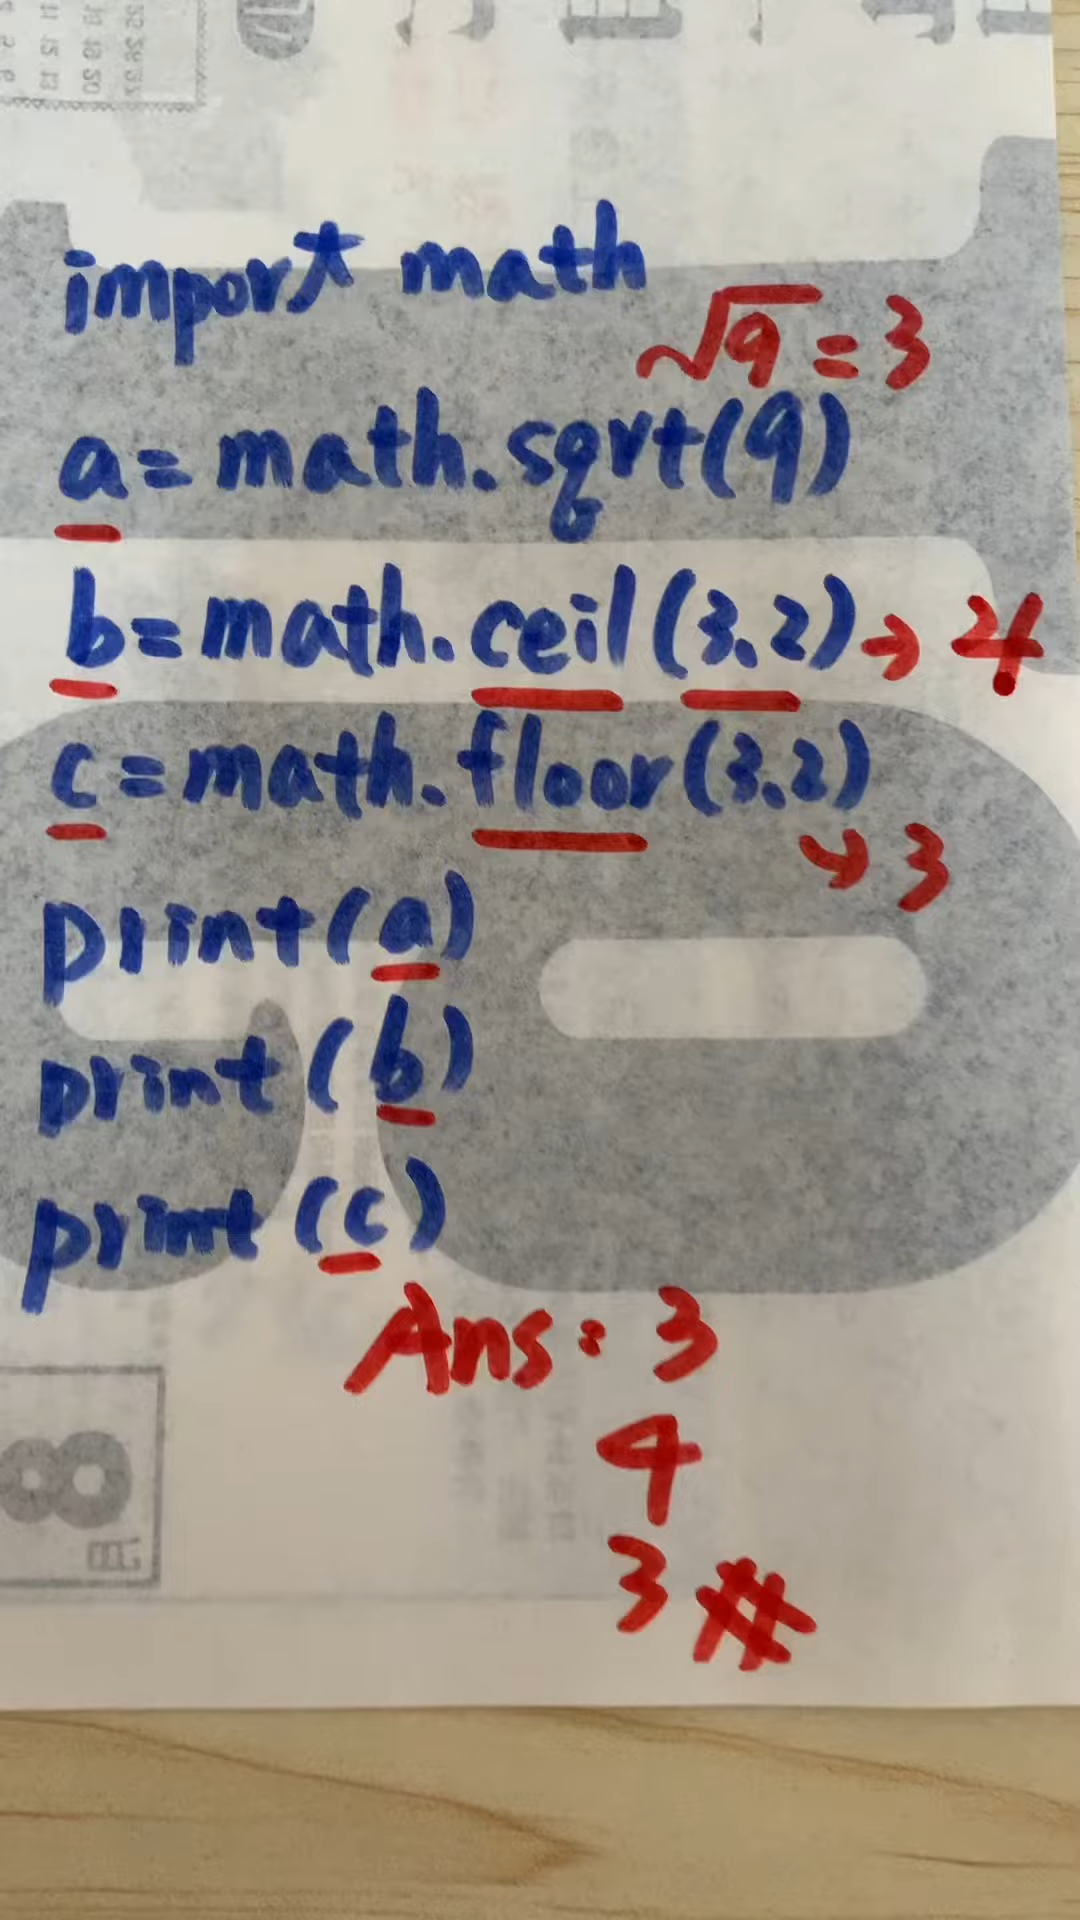 import math
√9 = 3
a = math.sqrt(9)
b = math.ceil(3.2) → 4
c = math.floor(3.2)
→ 3
print(a)
print(b)
print(c)
Ans: 3
4
3 #